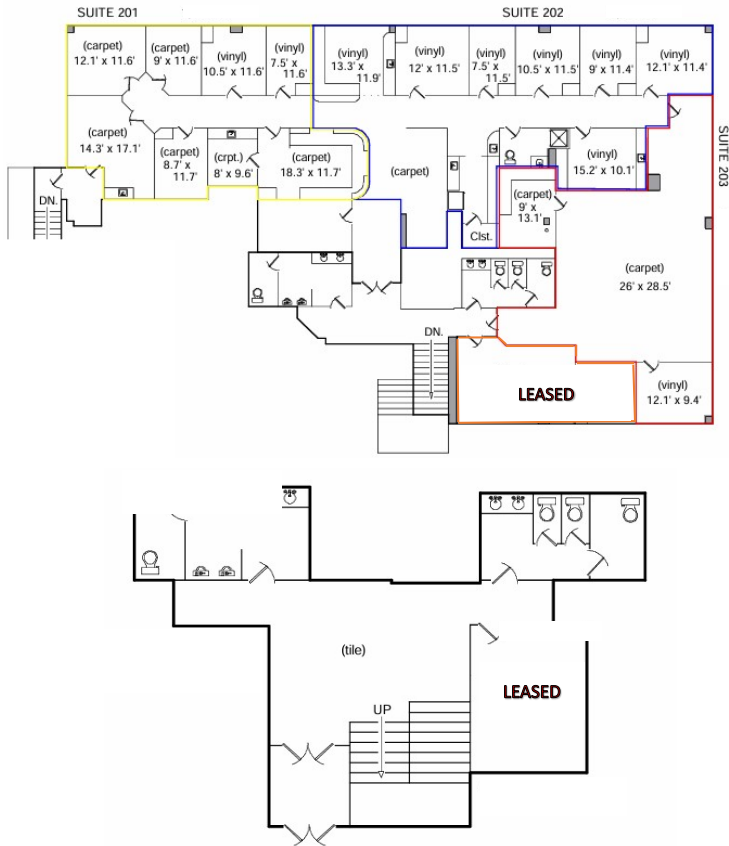 SUITE 201
SUITE 202
(carpet)
12.1' x 11.6'
(carpet)
9' x 11.6'
(vinyl)
10.5' x 11.6'
(vinyl)
7.5' x
11.6'
(vinyl)
13.3' x
11.9'
(vinyl)
12' x 11.5'
(vinyl)
7.5' x
11.5'
(vinyl)
10.5' x 11.5'
(vinyl)
9' x 11.4'
(vinyl)
12.1' x 11.4'
SUITE 203
(carpet)
14.3' x 17.1'
(carpet)
8.7' x
11.7'
(crpt.)
8' x 9.6'
(carpet)
18.3' x 11.7'
(carpet)
(vinyl)
15.2' x 10.1'
(carpet)
9' x
13.1'
DN.
Clst.
(carpet)
26' x 28.5'
DN.
LEASED
(vinyl)
12.1' x 9.4'
(tile)
LEASED
UP